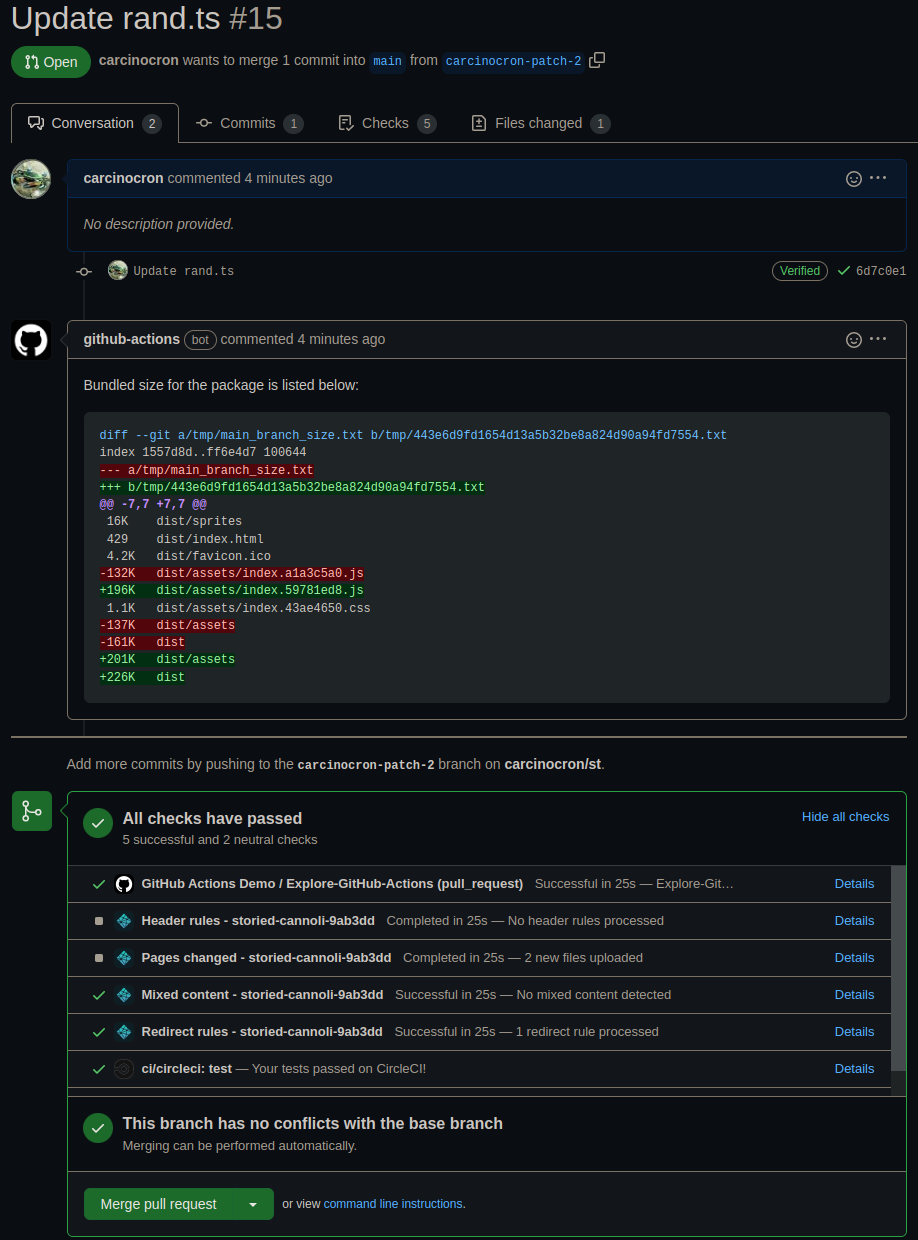 Update rand.ts #15
Open carcinocron wants to merge 1 commit into main from carcinocron-patch-2
Conversation 2 Commits 1 Checks 5 Files changed 1
carcinocron commented 4 minutes ago
No description provided.
Update rand.ts Verified 6d7c0e1
github-actions bot commented 4 minutes ago
Bundled size for the package is listed below:
diff --git a/tmp/main_branch_size.txt b/tmp/443e6d9fd1654d13a5b32be8a824d90a94fd7554.txt
index 1557d8d..ff6e4d7 100644
--- a/tmp/main_branch_size.txt
+++ b/tmp/443e6d9fd1654d13a5b32be8a824d90a94fd7554.txt
@@ -7,7 +7,7 @@
16K dist/sprites
429 dist/index.html
4.2K dist/favicon.ico
-132K dist/assets/index.a1a3c5a0.js
+196K dist/assets/index.59781ed8.js
1.1K dist/assets/index.43ae4650.css
-137K dist/assets
-161K dist
+201K dist/assets
+226K dist
Add more commits by pushing to the carcinocron-patch-2 branch on carcinocron/st.
All checks have passed Hide all checks
5 successful and 2 neutral checks
GitHub Actions Demo / Explore-GitHub-Actions (pull_request) Successful in 25s — Explore-Git… Details
Header rules - storied-cannoli-9ab3dd Completed in 25s — No header rules processed Details
Pages changed - storied-cannoli-9ab3dd Completed in 25s — 2 new files uploaded Details
Mixed content - storied-cannoli-9ab3dd Successful in 25s — No mixed content detected Details
Redirect rules - storied-cannoli-9ab3dd Successful in 25s — 1 redirect rule processed Details
ci/circleci: test — Your tests passed on CircleCI! Details
This branch has no conflicts with the base branch
Merging can be performed automatically.
Merge pull request or view command line instructions.